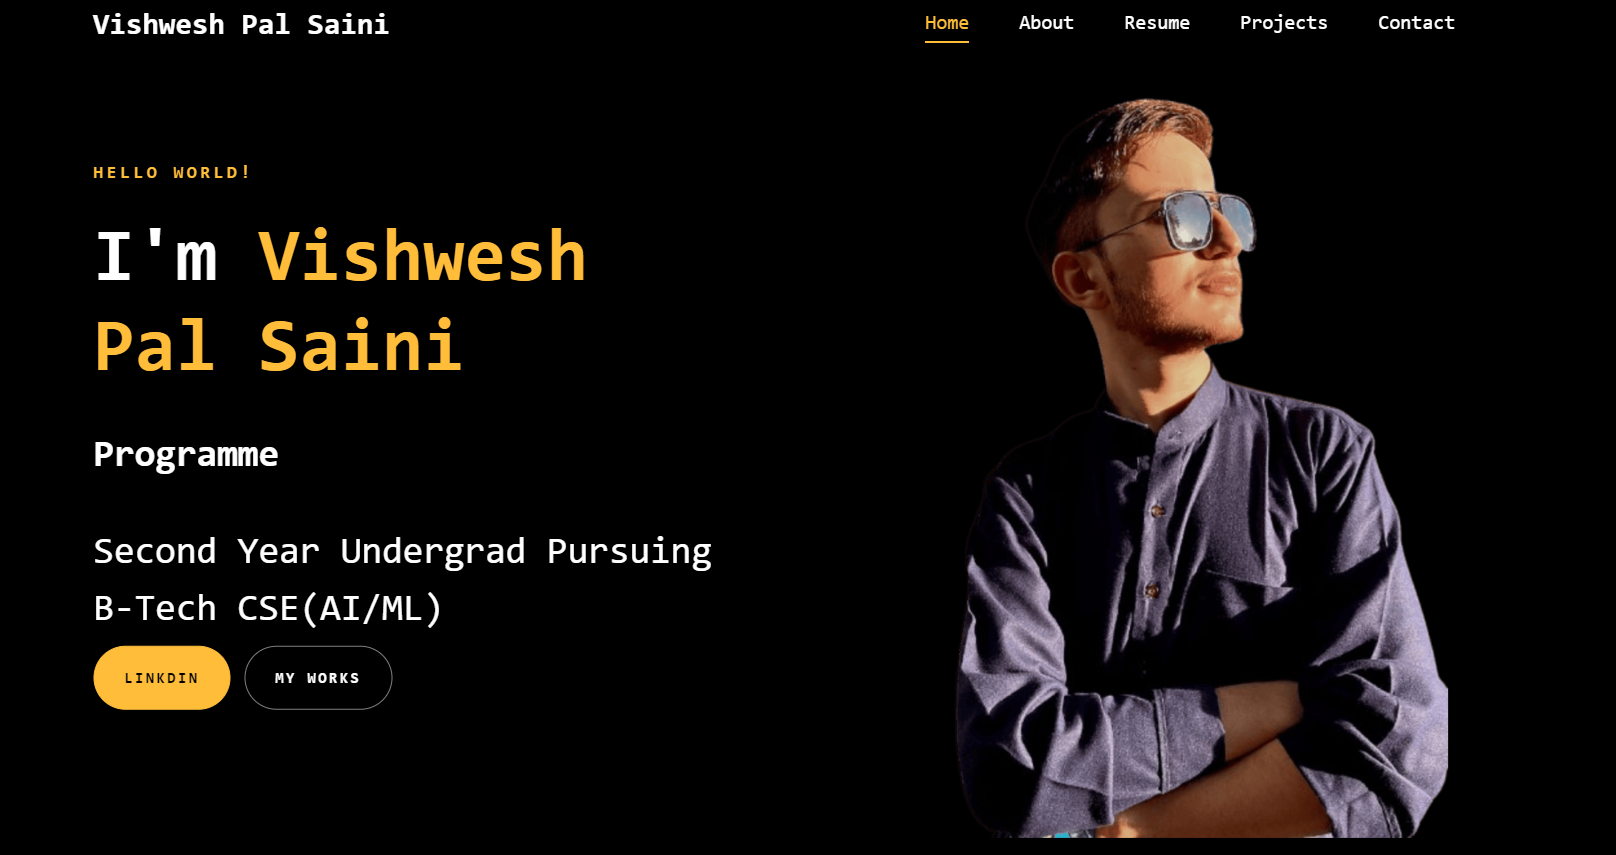 Vishwesh Pal Saini
Home About Resume Projects Contact
HELLO WORLD!
I'm Vishwesh
Pal Saini
Programme
Second Year Undergrad Pursuing
B-Tech CSE(AI/ML)
LINKDIN MY WORKS